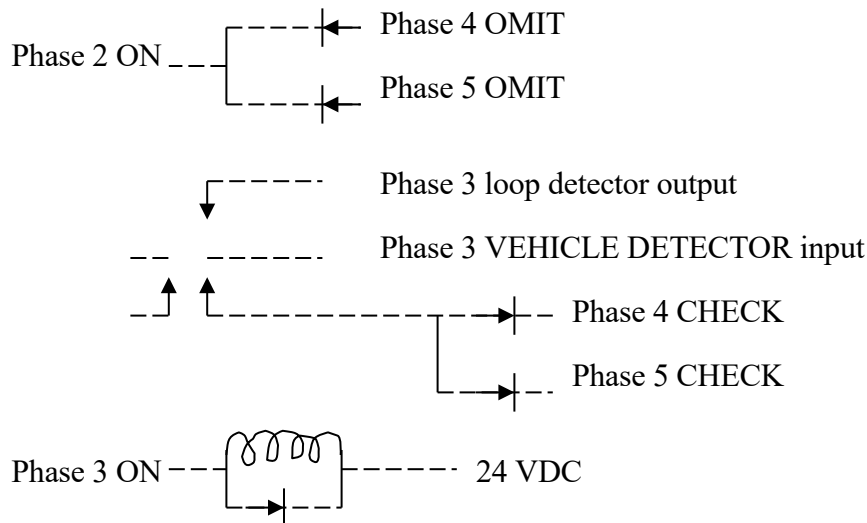 Phase 4 OMIT
Phase 2 ON
Phase 5 OMIT
Phase 3 loop detector output
Phase 3 VEHICLE DETECTOR input
Phase 4 CHECK
Phase 5 CHECK
Phase 3 ON
24 VDC